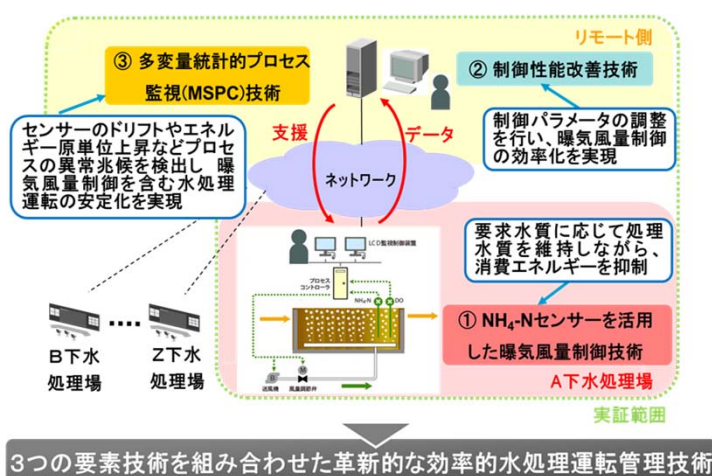 リモート側
③ 多変量統計的プロセス
監視(MSPC)技術
② 制御性能改善技術
センサーのドリフトやエネル
ギー原単位上昇などプロセ
スの異常兆候を検出し、曝
気風量制御を含む水処理
運転の安定化を実現
支援
データ
制御パラメータの調整
を行い、曝気風量制御
の効率化を実現
ネットワーク
要求水質に応じて処理
水質を維持しながら、
消費エネルギーを抑制
LCD監視制御装置
プロセス
コントローラ
NH₄-N
DO
① NH₄-Nセンサーを活用
した曝気風量制御技術
B下水
処理場
Z下水
処理場
B
M
送風機
風量調節弁
A下水処理場
実証範囲
3つの要素技術を組み合わせた革新的な効率的水処理運転管理技術